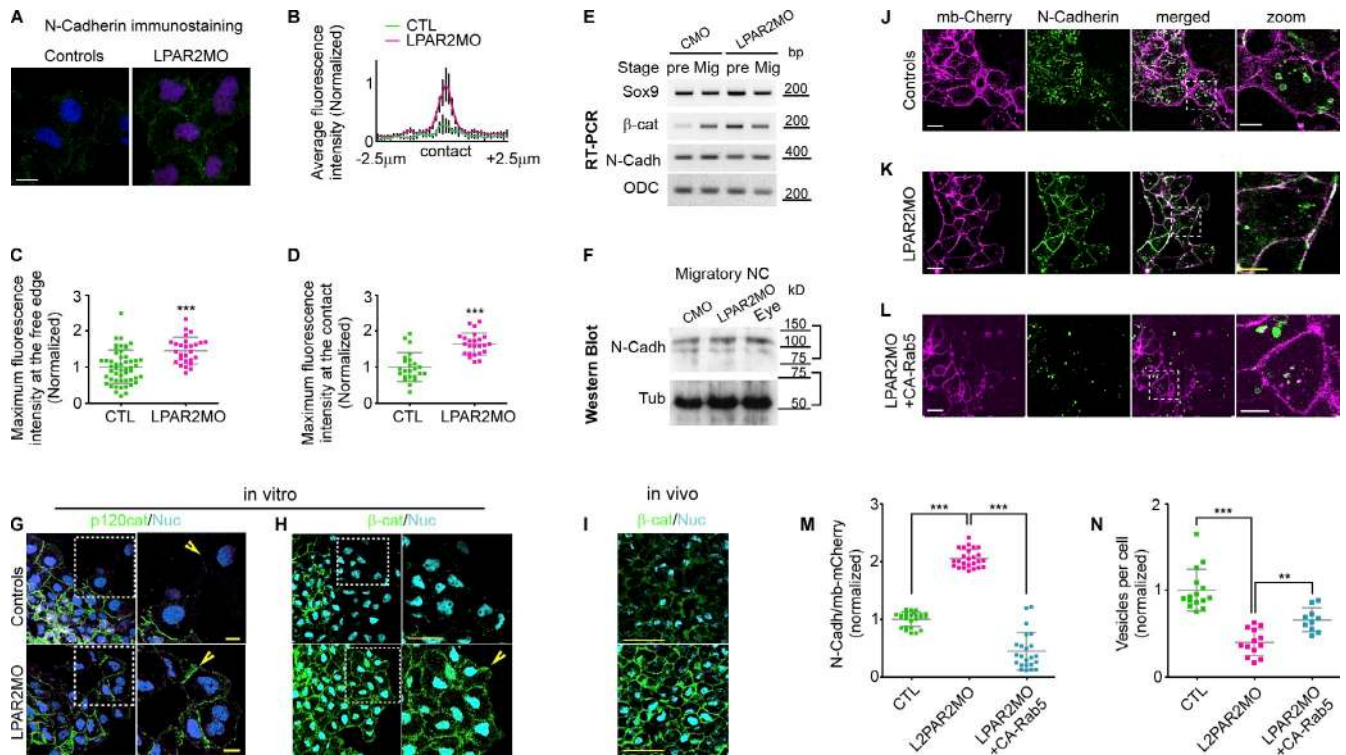 A
N-Cadherin immunostaining
Controls LPAR2MO
B
CTL
LPAR2MO
Average fluorescence
intensity (Normalized)
1
0
-2.5μm contact +2.5μm
C
Maximum fluorescence
intensity at the free edge
(Normalized)
3
2
1
0
CTL LPAR2MO
***
D
Maximum fluorescence
intensity at the contact
(Normalized)
3
2
1
0
CTL LPAR2MO
***
E
CMO LPAR2MO bp
Stage pre Mig pre Mig
RT-PCR
Sox9 200
β-cat 200
N-Cadh 400
ODC 200
F
Migratory NC
CMO LPAR2MO Eye kD
Western Blot
N-Cadh
150
100
75
Tub
75
50
in vitro
G
p120cat/Nuc
Controls
LPAR2MO
H
β-cat/Nuc
in vivo
I
β-cat/Nuc
J
mb-Cherry N-Cadherin merged zoom
Controls
K
LPAR2MO
L
LPAR2MO
+CA-Rab5
M
N-Cadh/mb-mCherry
(normalized)
3
2
1
0
*** ***
CTL
L2PAR2MO
LPAR2MO
+CA-Rab5
N
Vesicles per cell
(normalized)
2
1
0
***
**
CTL
L2PAR2MO
LPAR2MO
+CA-Rab5